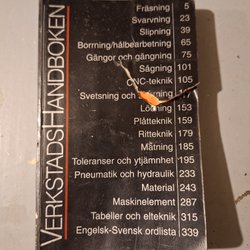 VERKSTADSHANDBOKEN
Fräsning 5
Svarvning 23
Slipning 39
Borrning/hålbearbetning 65
Gängor och gängning 75
Sågning 101
CNC-teknik 105
Svetsning och
Lödning 153
Plåtteknik 159
Ritteknik 179
Mätning 185
Toleranser och ytjämnhet 195
Pneumatik och hydraulik 233
Material 243
Maskinelement 287
Tabeller och elteknik 315
Engelsk-Svensk ordlista 339